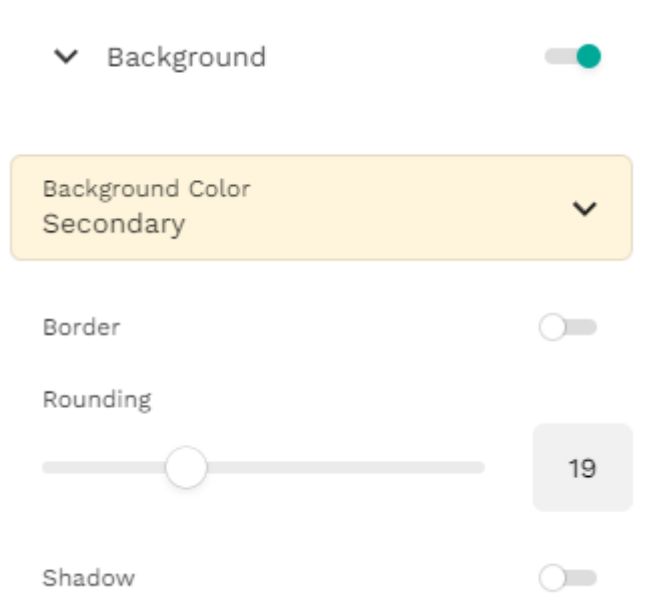 Background
Background Color
Secondary
Border
Rounding
19
Shadow